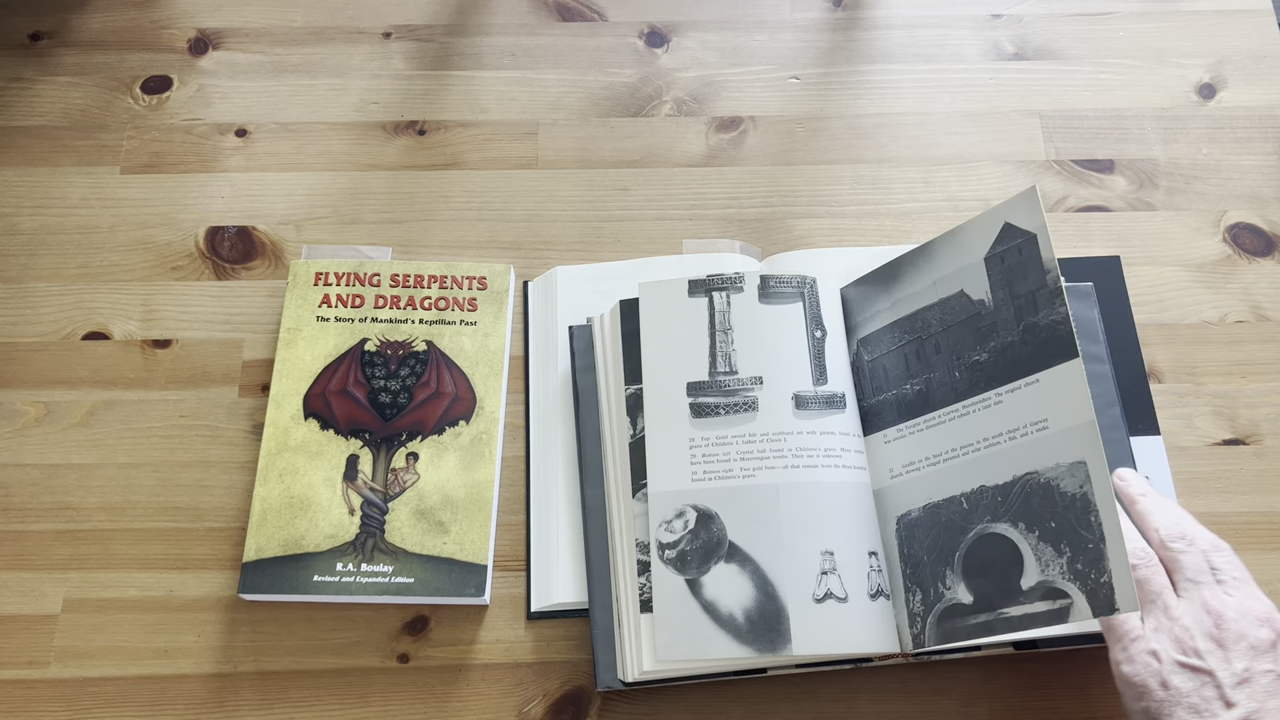 FLYING SERPENTS
AND DRAGONS
The Story of Mankind's Reptilian Past
R.A. Boulay
Revised and Expanded Edition
28 Top Gold sword hilt and scabbard set with garnets, found in the
grave of Childeric I, father of Clovis I.
29 Bottom left Crystal ball found in Childeric's grave. Many
have been found in Merovingian tombs. Their use is unknown.
30 Bottom right Two gold bees—all that remain from the three hundred
found in Childeric's grave.
31 The Templar church at Garway, Herefordshire. The original church
was circular, but was dismantled and rebuilt at a later date.
32 Graffito on the head of the piscina in the south chapel of Garway
church, showing a winged pyramid and a fish, and a snake.